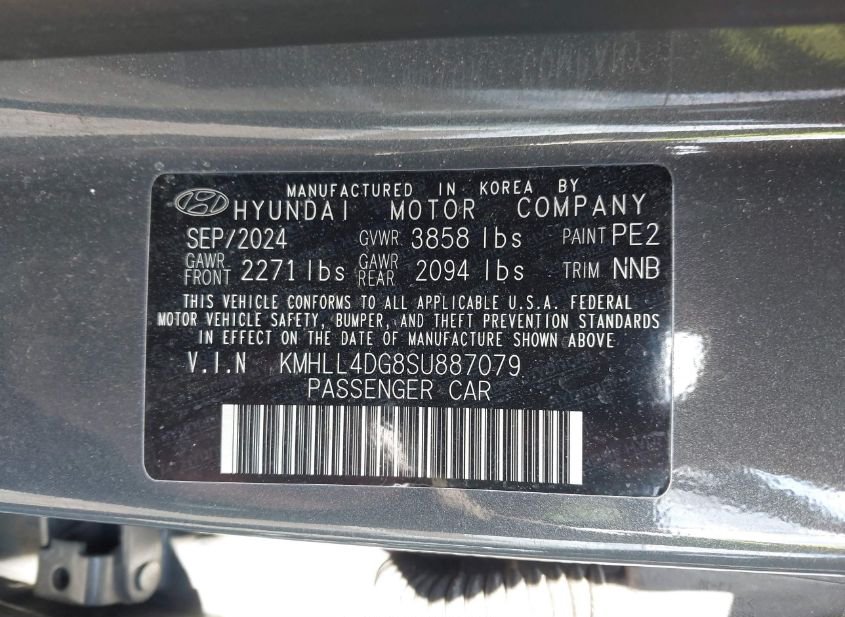 MANUFACTURED IN KOREA BY
HYUNDAI MOTOR COMPANY
SEP/2024 GVWR 3858 lbs PAINT PE2
GAWR FRONT 2271 lbs GAWR REAR 2094 lbs TRIM NNB
THIS VEHICLE CONFORMS TO ALL APPLICABLE U.S.A. FEDERAL
MOTOR VEHICLE SAFETY, BUMPER, AND THEFT PREVENTION STANDARDS
IN EFFECT ON THE DATE OF MANUFACTURE SHOWN ABOVE.
V.I.N KMHLL4DG8SU887079
PASSENGER CAR